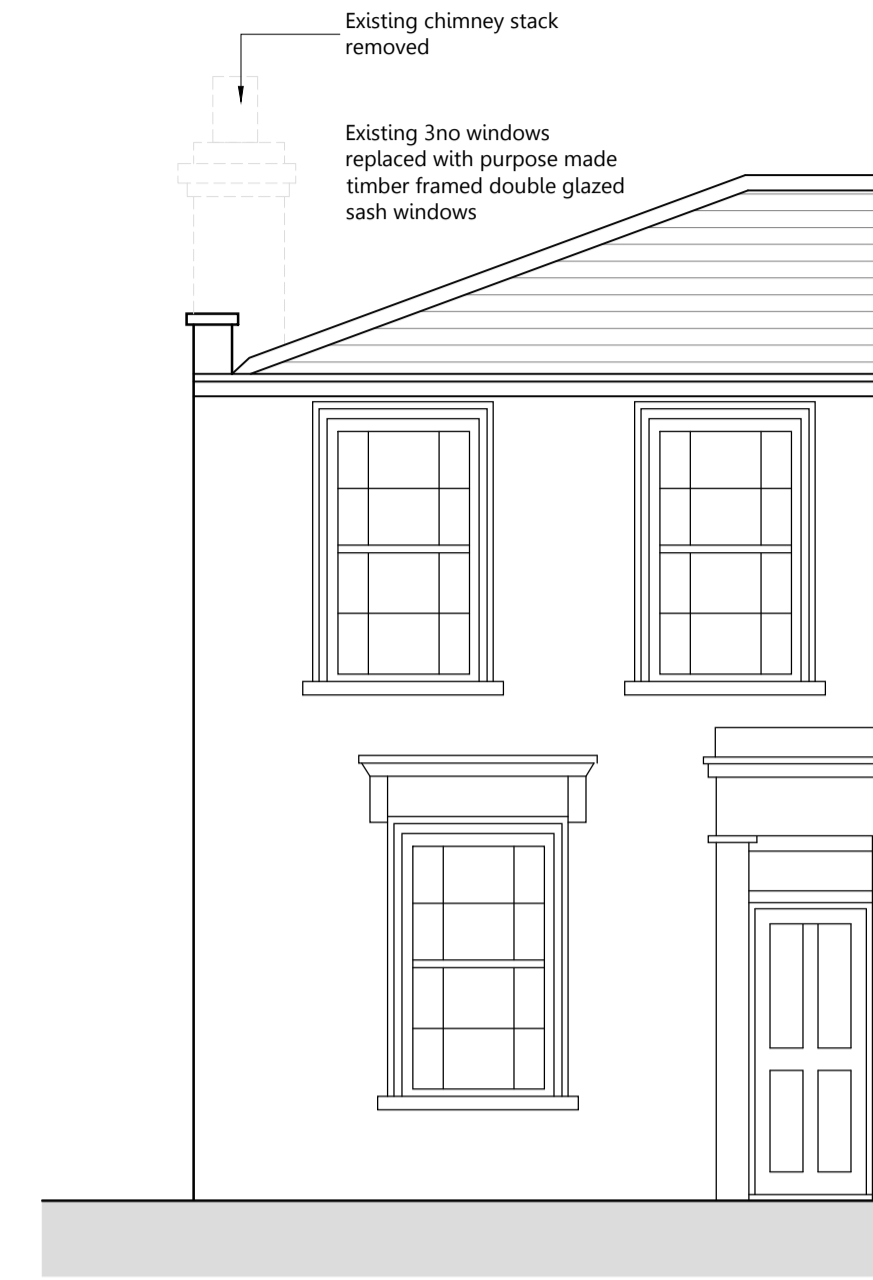 Existing chimney stack
removed
Existing 3no windows
replaced with purpose made
timber framed double glazed
sash windows